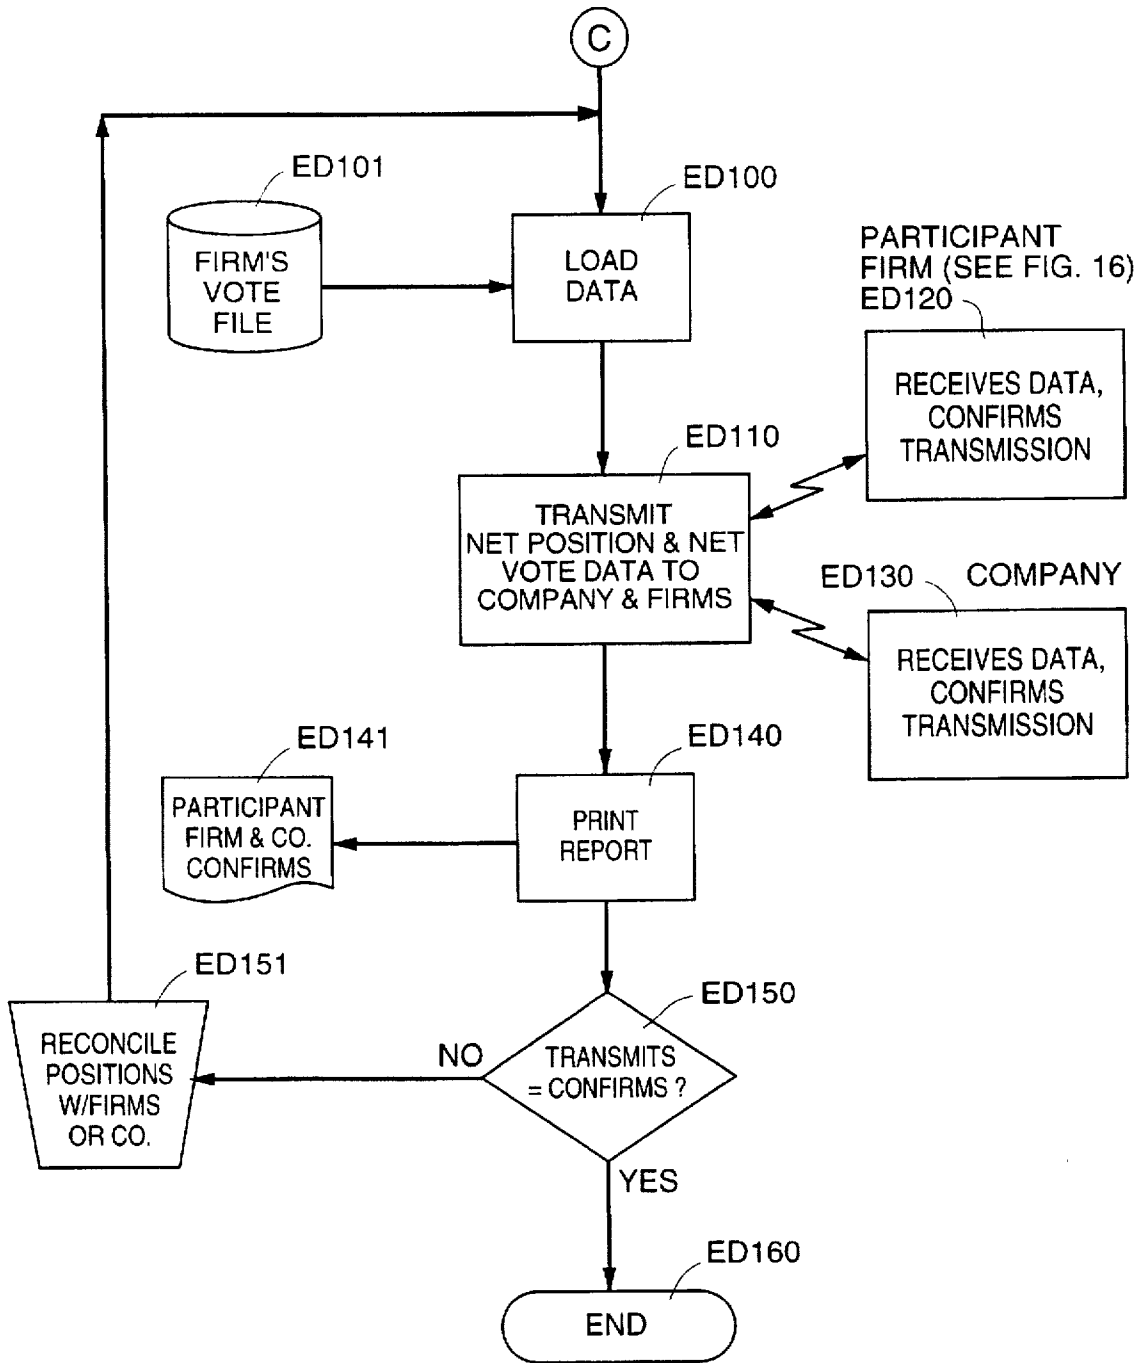 C
ED101
ED100
FIRM'S
VOTE
FILE
LOAD
DATA
PARTICIPANT
FIRM (SEE FIG. 16)
ED120
RECEIVES DATA,
CONFIRMS
TRANSMISSION
ED110
TRANSMIT
NET POSITION & NET
VOTE DATA TO
COMPANY & FIRMS
ED130 COMPANY
RECEIVES DATA,
CONFIRMS
TRANSMISSION
ED141
ED140
PARTICIPANT
FIRM & CO.
CONFIRMS
PRINT
REPORT
ED151
ED150
RECONCILE
POSITIONS
W/FIRMS
OR CO.
NO
TRANSMITS
= CONFIRMS ?
YES
ED160
END